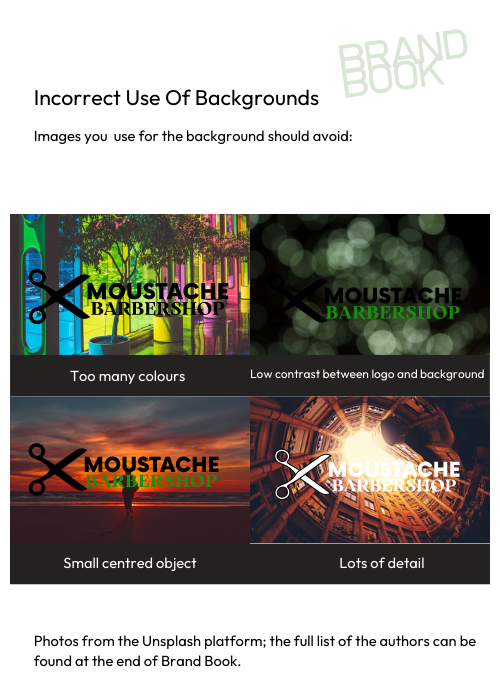 BRAND
BOOK
Incorrect Use Of Backgrounds
Images you  use for the background should avoid:
MOUSTACHE
BARBERSHOP
MOUSTACHE
BARBERSHOP
Too many colours
Low contrast between logo and background
MOUSTACHE
BARBERSHOP
MOUSTACHE
BARBERSHOP
Small centred object
Lots of detail
Photos from the Unsplash platform; the full list of the authors can be
found at the end of Brand Book.